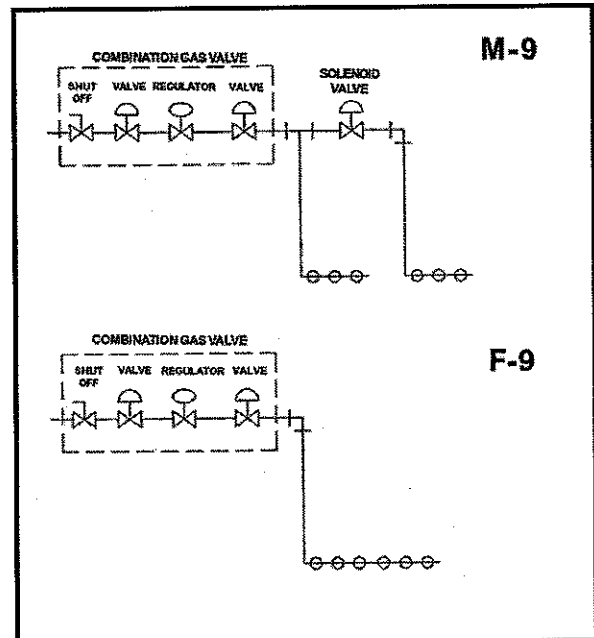 M-9
COMBINATION GAS VALVE
SHUT OFF
VALVE
REGULATOR
VALVE
SOLENOID VALVE
F-9
COMBINATION GAS VALVE
SHUT OFF
VALVE
REGULATOR
VALVE